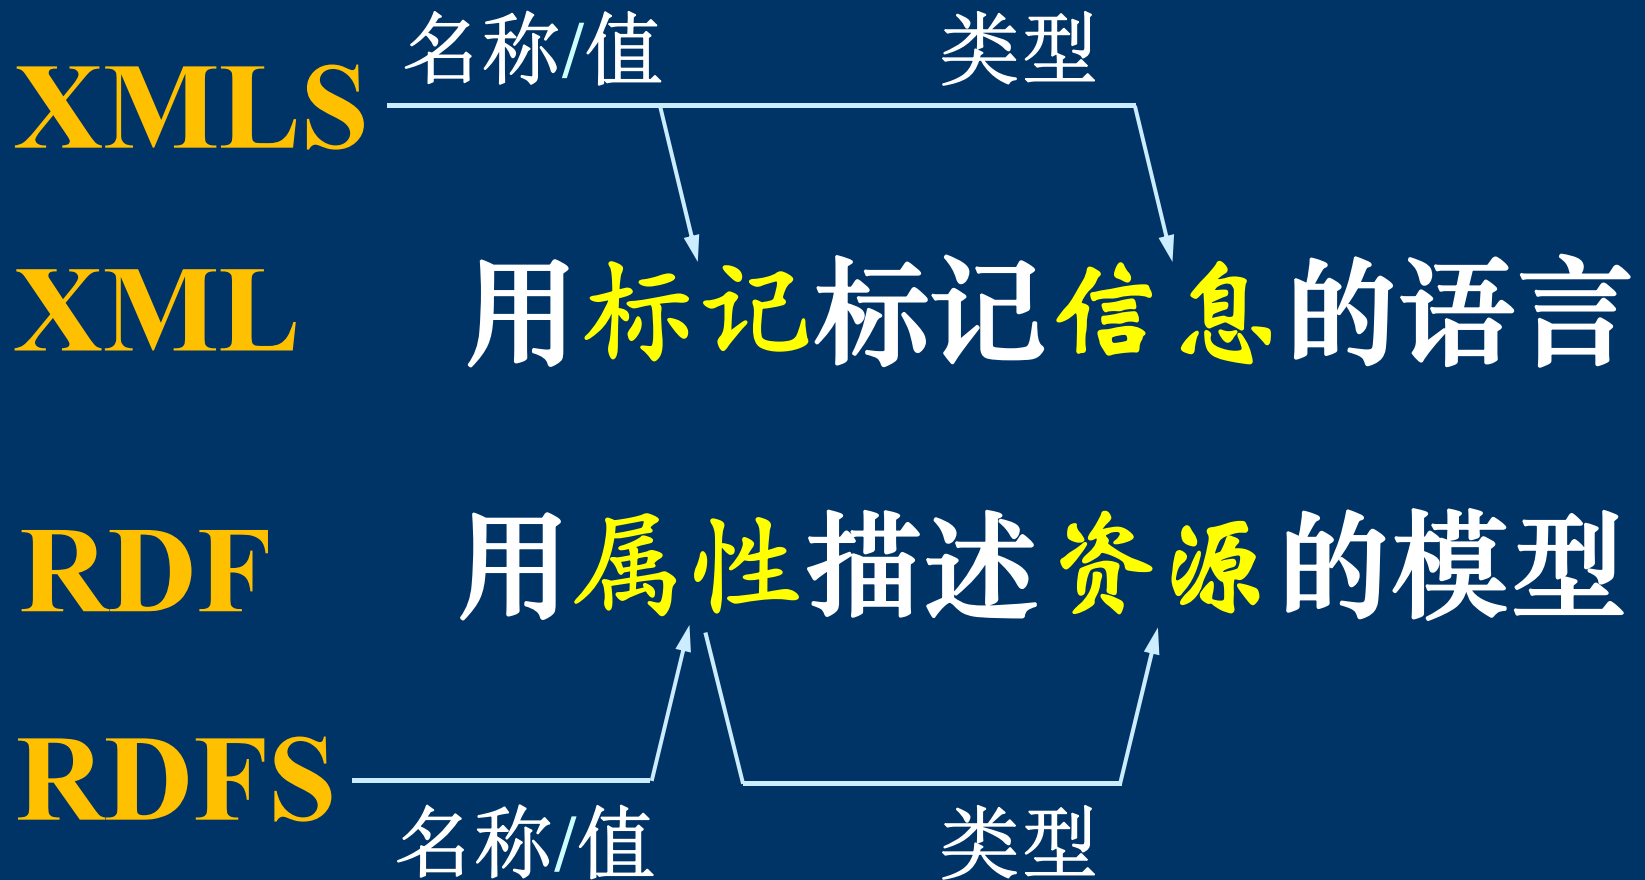 名称/值 类型
XMLS
XML 用标记标记信息的语言
RDF 用属性描述资源的模型
RDFS
名称/值 类型